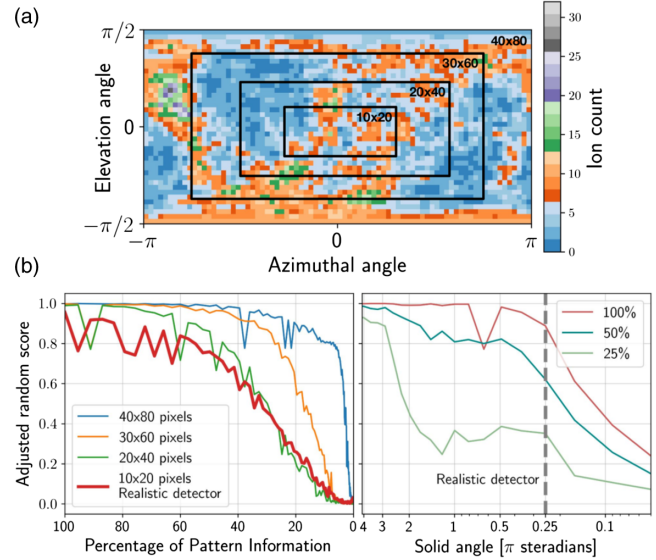 (a)
π/2
0
−π/2
Elevation angle
−π
0
π
Azimuthal angle
40x80
30x60
20x40
10x20
30
25
20
15
10
5
0
Ion count
(b)
Adjusted random score
1.0
0.8
0.6
0.4
0.2
0.0
40x80 pixels
30x60 pixels
20x40 pixels
10x20 pixels
Realistic detector
100
80
60
40
20
0
Percentage of Pattern Information
100%
50%
25%
Realistic detector
4
3
2
1
0.5
0.25
0.1
Solid angle [π steradians]